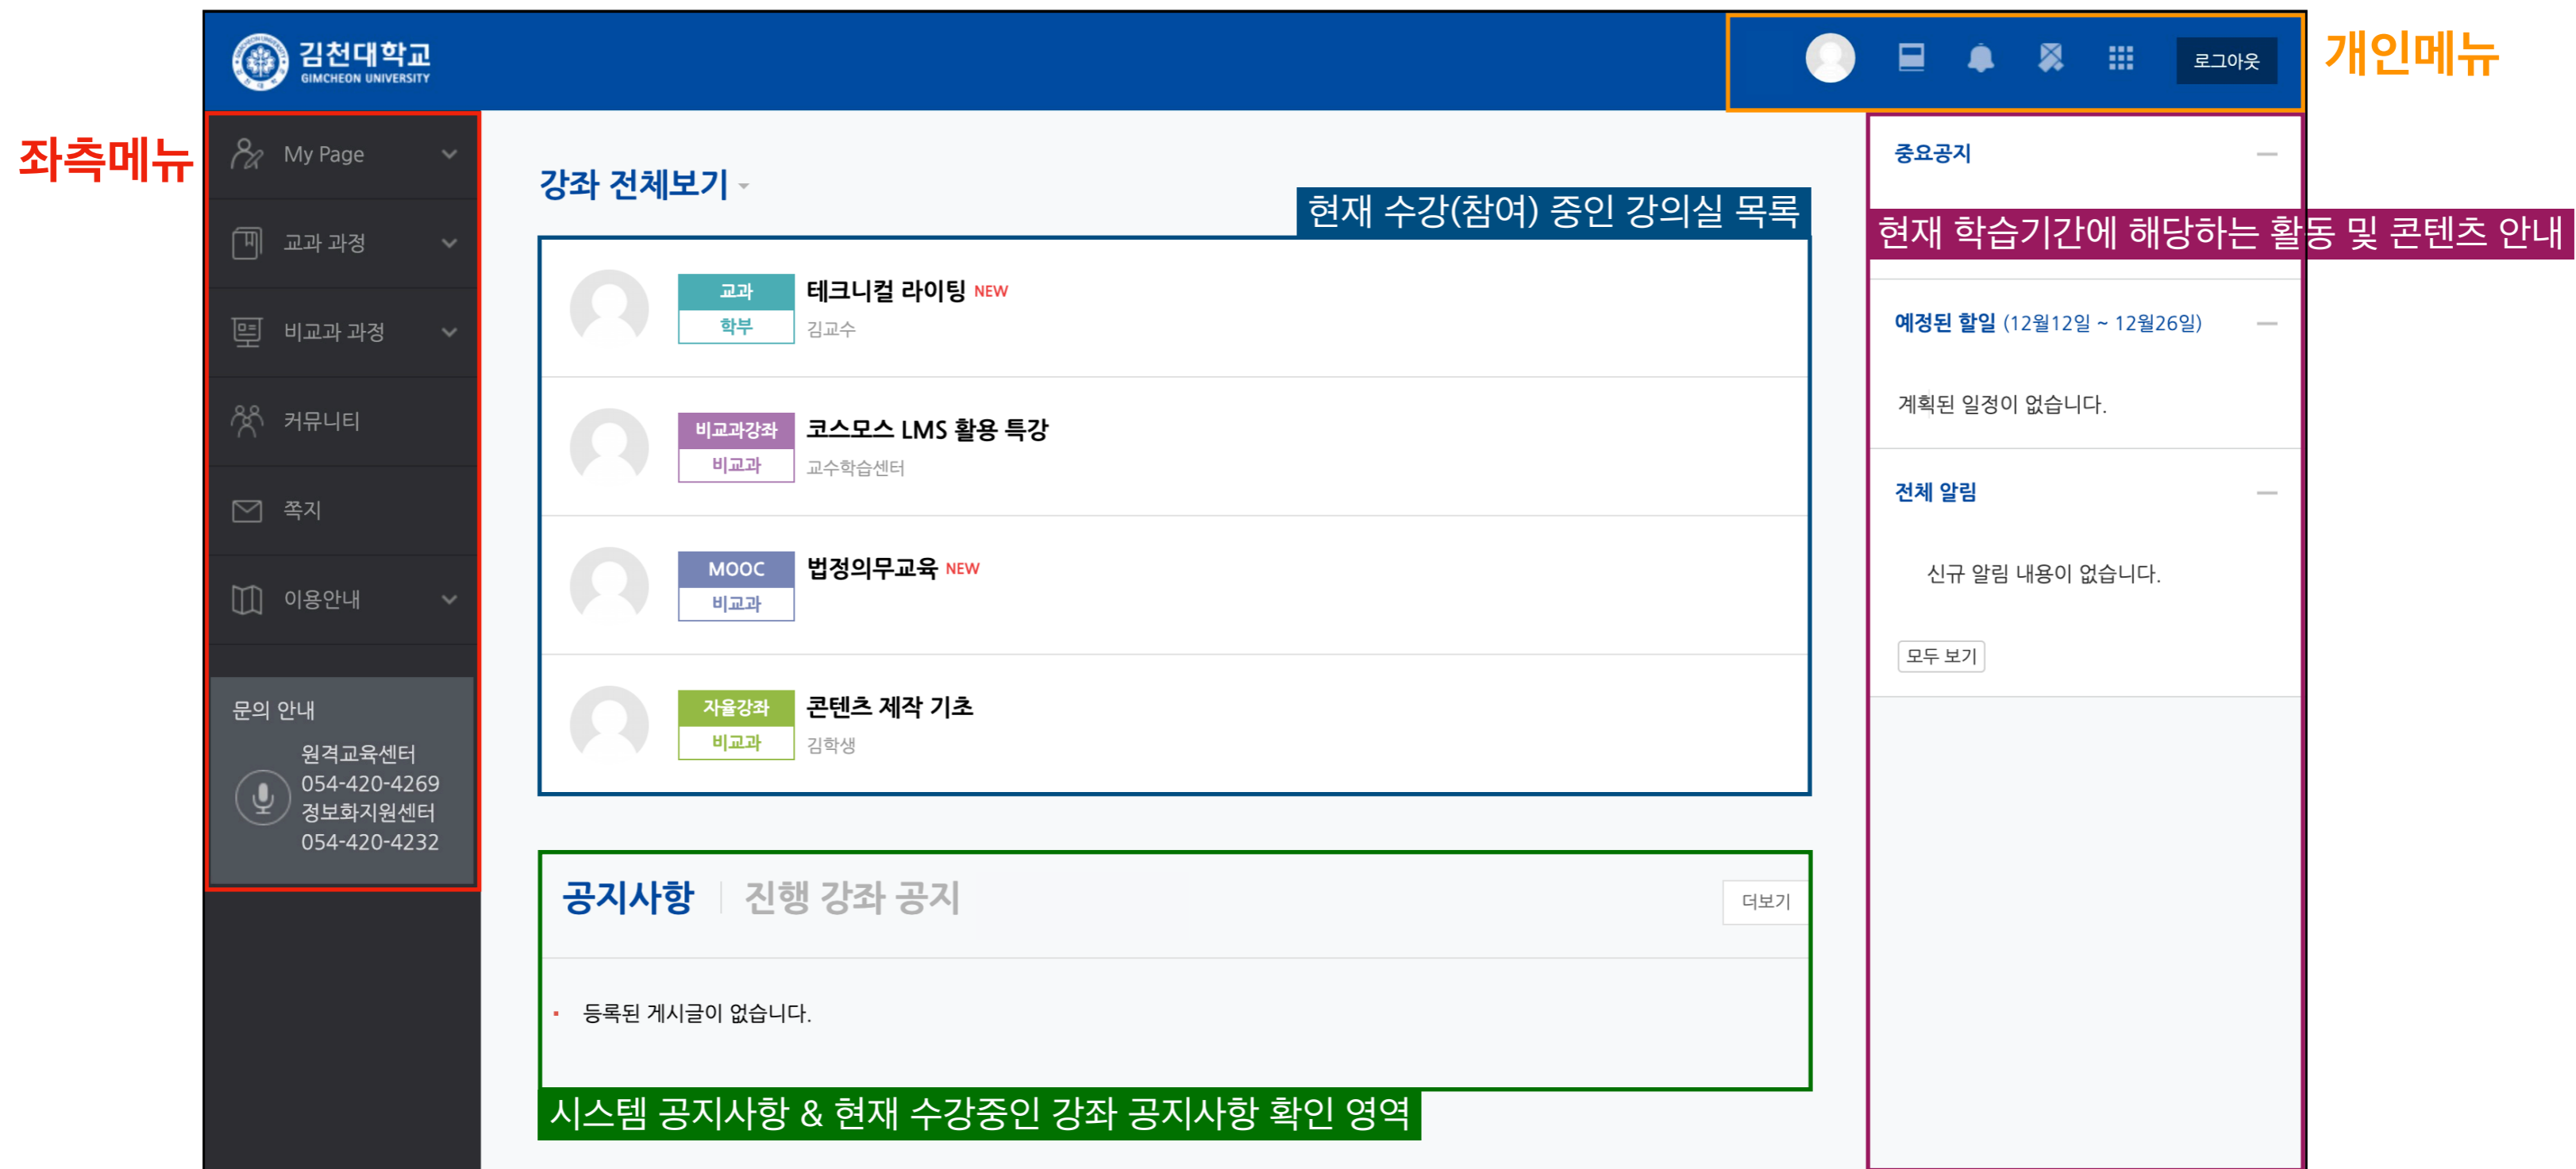 김천대학교
GIMCHEON UNIVERSITY
로그아웃
개인메뉴
좌측메뉴
My Page
교과 과정
비교과 과정
커뮤니티
쪽지
이용안내
문의 안내
원격교육센터
054-420-4269
정보화지원센터
054-420-4232
강좌 전체보기
현재 수강(참여) 중인 강의실 목록
교과
학부
테크니컬 라이팅 NEW
김교수
비교과강좌
비교과
코스모스 LMS 활용 특강
교수학습센터
MOOC
비교과
법정의무교육 NEW
자율강좌
비교과
콘텐츠 제작 기초
김학생
공지사항
진행 강좌 공지
더보기
등록된 게시글이 없습니다.
시스템 공지사항 & 현재 수강중인 강좌 공지사항 확인 영역
중요공지
현재 학습기간에 해당하는 활동 및 콘텐츠 안내
예정된 할일 (12월12일 ~ 12월26일)
계획된 일정이 없습니다.
전체 알림
신규 알림 내용이 없습니다.
모두 보기